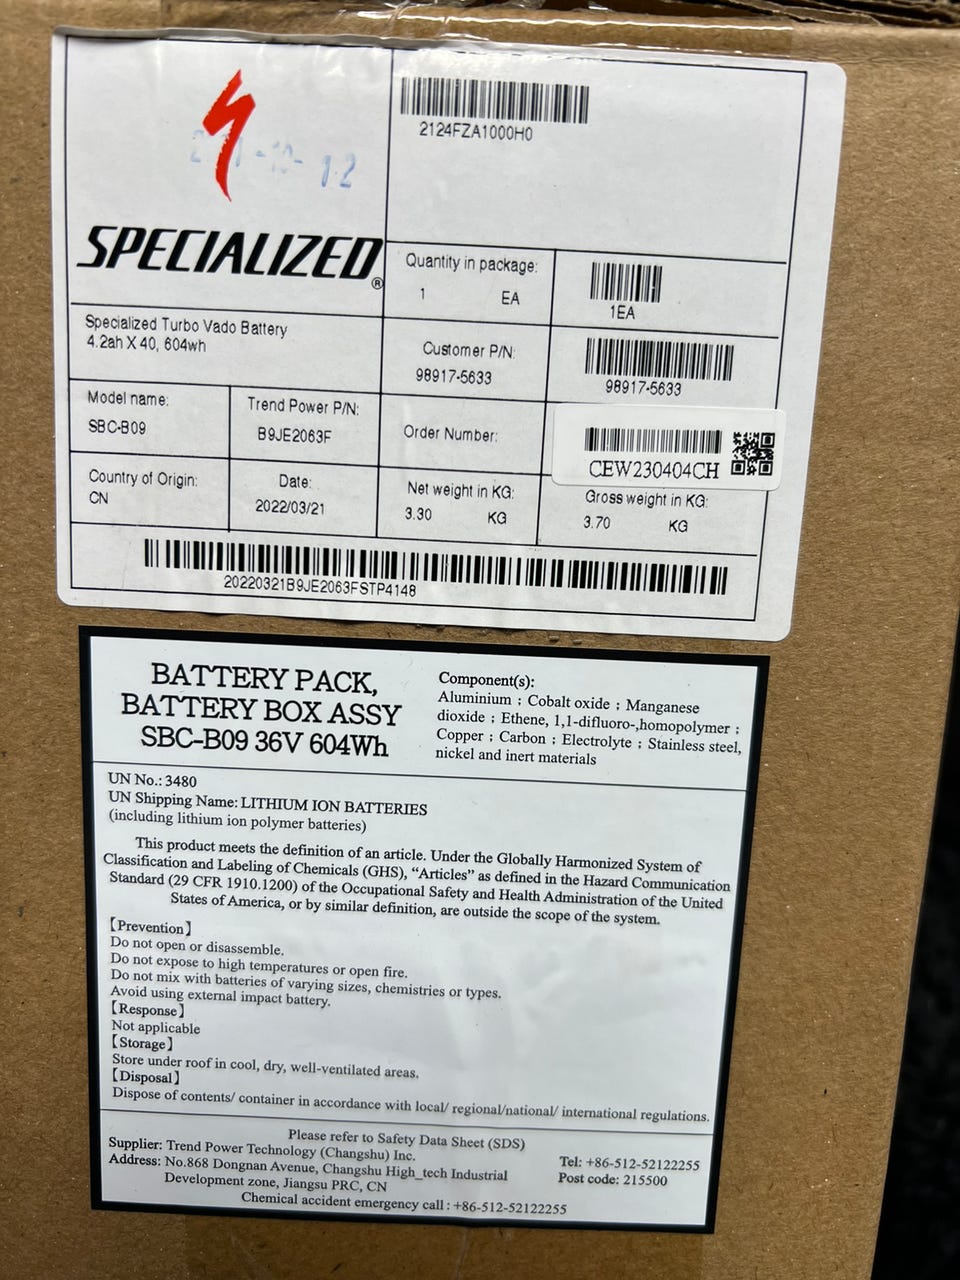 2124FZA1000H0
12
SPECIALIZED®
Quantity in package:
1 EA
1EA
Specialized Turbo Vado Battery
4.2ah X 40, 604wh
Customer P/N:
98917-5633
98917-5633
Model name:
SBC-B09
Trend Power P/N:
B9JE2063F
Order Number:
CEW230404CH
Country of Origin:
CN
Date:
2022/03/21
Net weight in KG:
3.30 KG
Gross weight in KG:
3.70 KG
20220321B9JE2063FSTP4148
BATTERY PACK,
BATTERY BOX ASSY
SBC-B09 36V 604Wh
Component(s):
Aluminium ; Cobalt oxide ; Manganese
dioxide ; Ethene, 1,1-difluoro-,homopolymer ;
Copper ; Carbon ; Electrolyte ; Stainless steel,
nickel and inert materials
UN No.: 3480
UN Shipping Name: LITHIUM ION BATTERIES
(including lithium ion polymer batteries)
This product meets the definition of an article. Under the Globally Harmonized System of
Classification and Labeling of Chemicals (GHS), “Articles” as defined in the Hazard Communication
Standard (29 CFR 1910.1200) of the Occupational Safety and Health Administration of the United
States of America, or by similar definition, are outside the scope of the system.
【Prevention】
Do not open or disassemble.
Do not expose to high temperatures or open fire.
Do not mix with batteries of varying sizes, chemistries or types.
Avoid using external impact battery.
【Response】
Not applicable
【Storage】
Store under roof in cool, dry, well-ventilated areas.
【Disposal】
Dispose of contents/ container in accordance with local/ regional/national/ international regulations.
Please refer to Safety Data Sheet (SDS)
Supplier: Trend Power Technology (Changshu) Inc.
Address: No.868 Dongnan Avenue, Changshu High_tech Industrial
Development zone, Jiangsu PRC, CN
Tel: +86-512-52122255
Post code: 215500
Chemical accident emergency call : +86-512-52122255